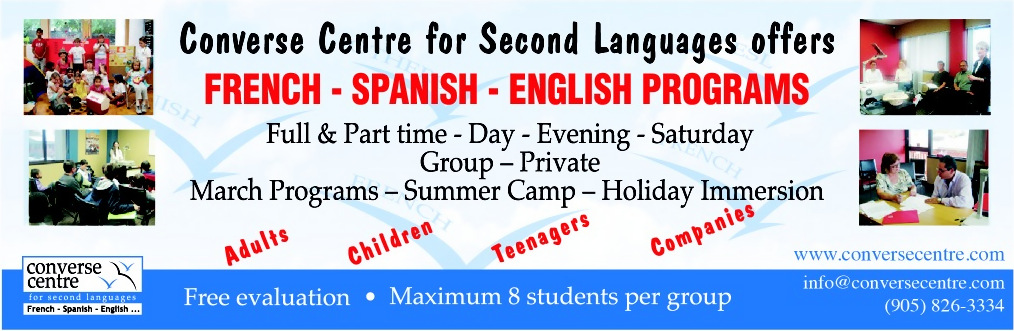 Converse Centre for Second Languages offers
FRENCH - SPANISH - ENGLISH PROGRAMS
Full & Part time - Day - Evening - Saturday
Group – Private
March Programs – Summer Camp – Holiday Immersion
Adults
Children
Teenagers
Companies
www.conversecentre.com
converse
centre
for second languages
French - Spanish - English ...
Free evaluation • Maximum 8 students per group
info@conversecentre.com
(905) 826-3334
FRENCH
FRENCH